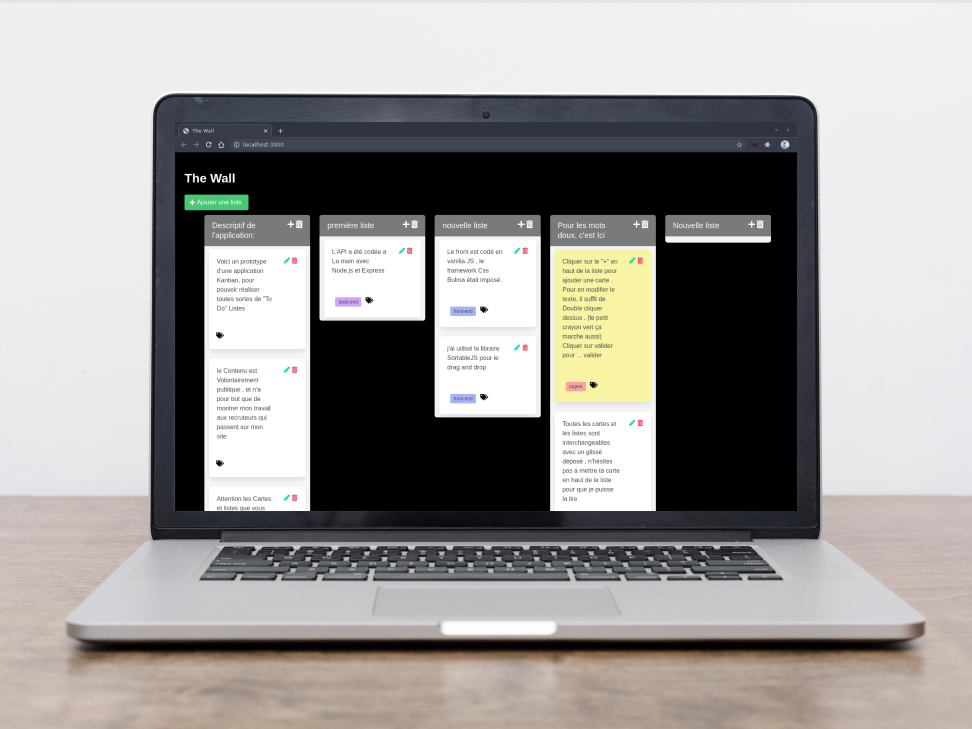 The Wall
localhost:3000
The Wall
+ Ajouter une liste
Descriptif de
l'application:
Voici un prototype
d'une application
Kanban, pour
pouvoir réaliser
toutes sortes de "To
Do" Listes
le Contenu est
Volontairement
publique , et n'a
pour but que de
montrer mon travail
aux recruteurs qui
passent sur mon
site
Attention les Cartes
et listes que vous
première liste
L'API a été codée a
La main avec
Node.js et Express
back-end
nouvelle liste
Le front est codé en
vanilla JS , le
framework Css
Bulma était imposé.
front-end
j'ai utilisé la libraire
SortableJS pour le
drag and drop
front-end
Pour les mots
doux, c'est Ici
Cliquer sur le "+" en
haut de la liste pour
ajouter une carte .
Pour en modifier le
texte, il suffit de
Double cliquer
dessus . (le petit
crayon vert ça
marche aussi)
Cliquer sur valider
pour ... valider
urgent
Toutes les cartes et
les listes sont
interchangeables
avec un glissé
déposé , n'hésites
pas a mettre ta carte
en haut de la liste
pour que je puisse
la lire
Nouvelle liste